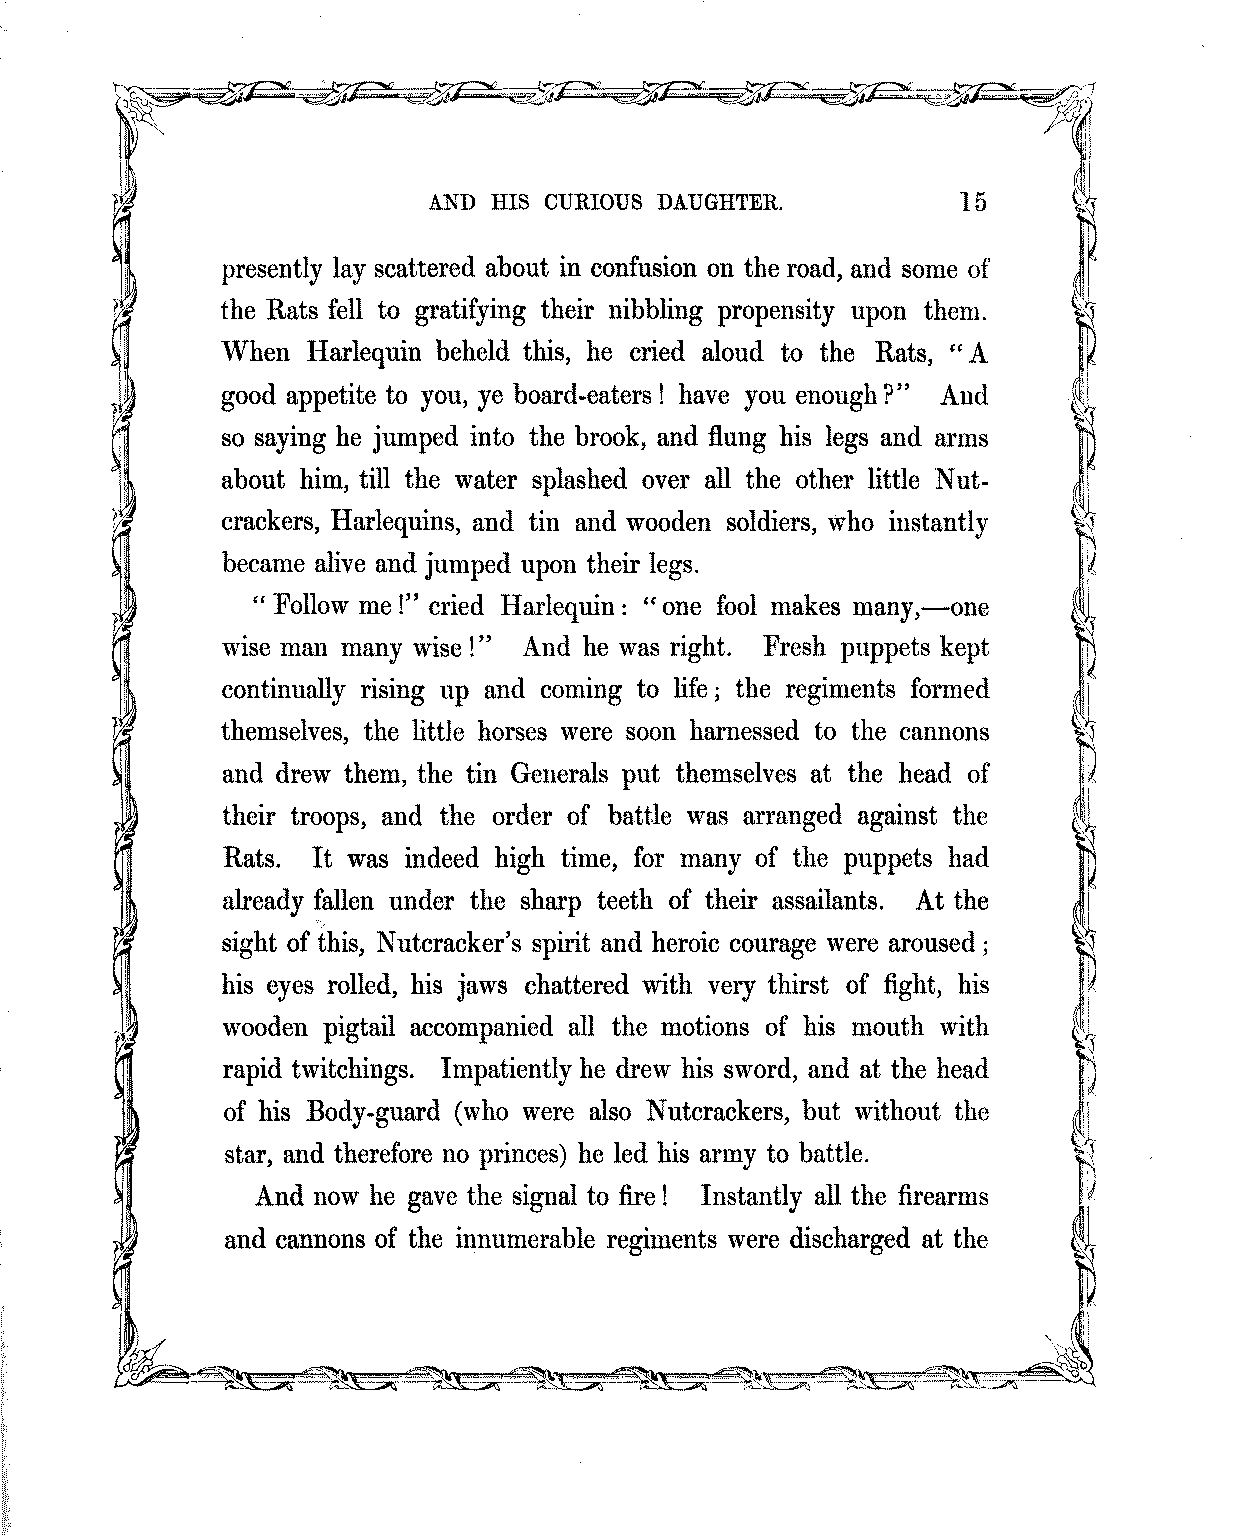 AND HIS CURIOUS DAUGHTER. 15
presently lay scattered about in confusion on the road, and some of
the Rats fell to gratifying their nibbling propensity upon them.
When Harlequin beheld this, he cried aloud to the Rats, “ A
good appetite to you, ye board-eaters ! have you enough ?” And
so saying he jumped into the brook, and flung his legs and arms
about him, till the water splashed over all the other little Nut-
crackers, Harlequins, and tin and wooden soldiers, who instantly
became alive and jumped upon their legs.
“ Follow me !” cried Harlequin : “ one fool makes many,—one
wise man many wise !” And he was right. Fresh puppets kept
continually rising up and coming to life ; the regiments formed
themselves, the little horses were soon harnessed to the cannons
and drew them, the tin Generals put themselves at the head of
their troops, and the order of battle was arranged against the
Rats. It was indeed high time, for many of the puppets had
already fallen under the sharp teeth of their assailants. At the
sight of this, Nutcracker’s spirit and heroic courage were aroused ;
his eyes rolled, his jaws chattered with very thirst of fight, his
wooden pigtail accompanied all the motions of his mouth with
rapid twitchings. Impatiently he drew his sword, and at the head
of his Body-guard (who were also Nutcrackers, but without the
star, and therefore no princes) he led his army to battle.
And now he gave the signal to fire ! Instantly all the firearms
and cannons of the innumerable regiments were discharged at the